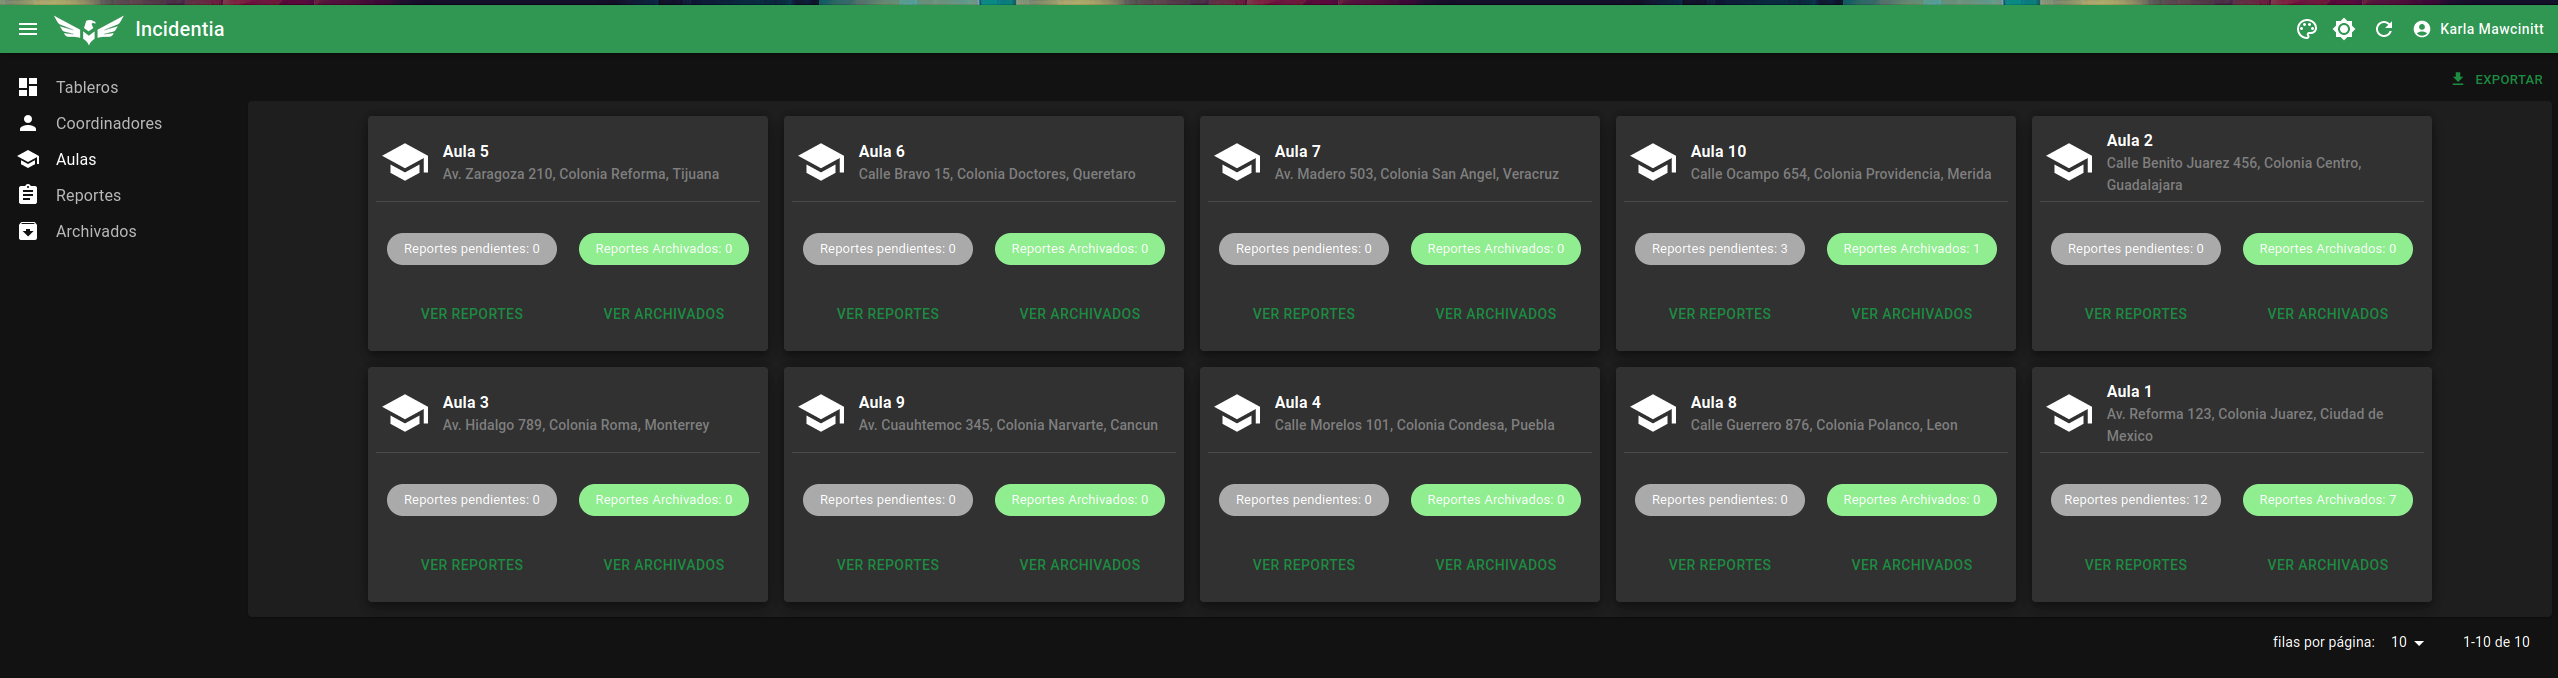 Incidentia
Karla Mawcinitt
Tableros
Coordinadores
Aulas
Reportes
Archivados
EXPORTAR
Aula 5
Av. Zaragoza 210, Colonia Reforma, Tijuana
Reportes pendientes: 0
Reportes Archivados: 0
VER REPORTES
VER ARCHIVADOS
Aula 6
Calle Bravo 15, Colonia Doctores, Queretaro
Reportes pendientes: 0
Reportes Archivados: 0
VER REPORTES
VER ARCHIVADOS
Aula 7
Av. Madero 503, Colonia San Angel, Veracruz
Reportes pendientes: 0
Reportes Archivados: 0
VER REPORTES
VER ARCHIVADOS
Aula 10
Calle Ocampo 654, Colonia Providencia, Merida
Reportes pendientes: 3
Reportes Archivados: 1
VER REPORTES
VER ARCHIVADOS
Aula 2
Calle Benito Juarez 456, Colonia Centro,
Guadalajara
Reportes pendientes: 0
Reportes Archivados: 0
VER REPORTES
VER ARCHIVADOS
Aula 3
Av. Hidalgo 789, Colonia Roma, Monterrey
Reportes pendientes: 0
Reportes Archivados: 0
VER REPORTES
VER ARCHIVADOS
Aula 9
Av. Cuauhtemoc 345, Colonia Narvarte, Cancun
Reportes pendientes: 0
Reportes Archivados: 0
VER REPORTES
VER ARCHIVADOS
Aula 4
Calle Morelos 101, Colonia Condesa, Puebla
Reportes pendientes: 0
Reportes Archivados: 0
VER REPORTES
VER ARCHIVADOS
Aula 8
Calle Guerrero 876, Colonia Polanco, Leon
Reportes pendientes: 0
Reportes Archivados: 0
VER REPORTES
VER ARCHIVADOS
Aula 1
Av. Reforma 123, Colonia Juarez, Ciudad de
Mexico
Reportes pendientes: 12
Reportes Archivados: 7
VER REPORTES
VER ARCHIVADOS
filas por página: 10 1-10 de 10